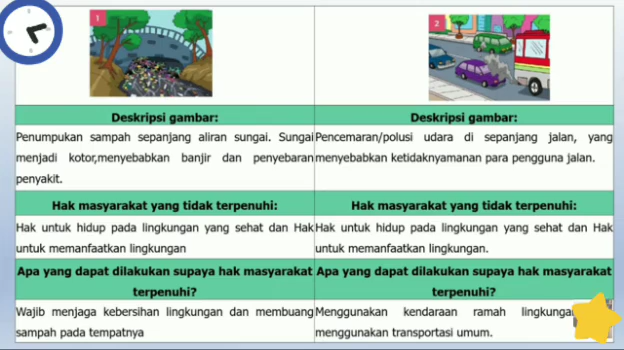 1
2
Deskripsi gambar:
Penumpukan sampah sepanjang aliran sungai. Sungai
menjadi kotor,menyebabkan banjir dan penyebaran
penyakit.
Deskripsi gambar:
Pencemaran/polusi udara di sepanjang jalan, yang
menyebabkan ketidaknyamanan para pengguna jalan.
Hak masyarakat yang tidak terpenuhi:
Hak untuk hidup pada lingkungan yang sehat dan Hak
untuk memanfaatkan lingkungan
Hak masyarakat yang tidak terpenuhi:
Hak untuk hidup pada lingkungan yang sehat dan Hak
untuk memanfaatkan lingkungan.
Apa yang dapat dilakukan supaya hak masyarakat
terpenuhi?
Wajib menjaga kebersihan lingkungan dan membuang
sampah pada tempatnya
Apa yang dapat dilakukan supaya hak masyarakat
terpenuhi?
Menggunakan kendaraan ramah
menggunakan transportasi umum.